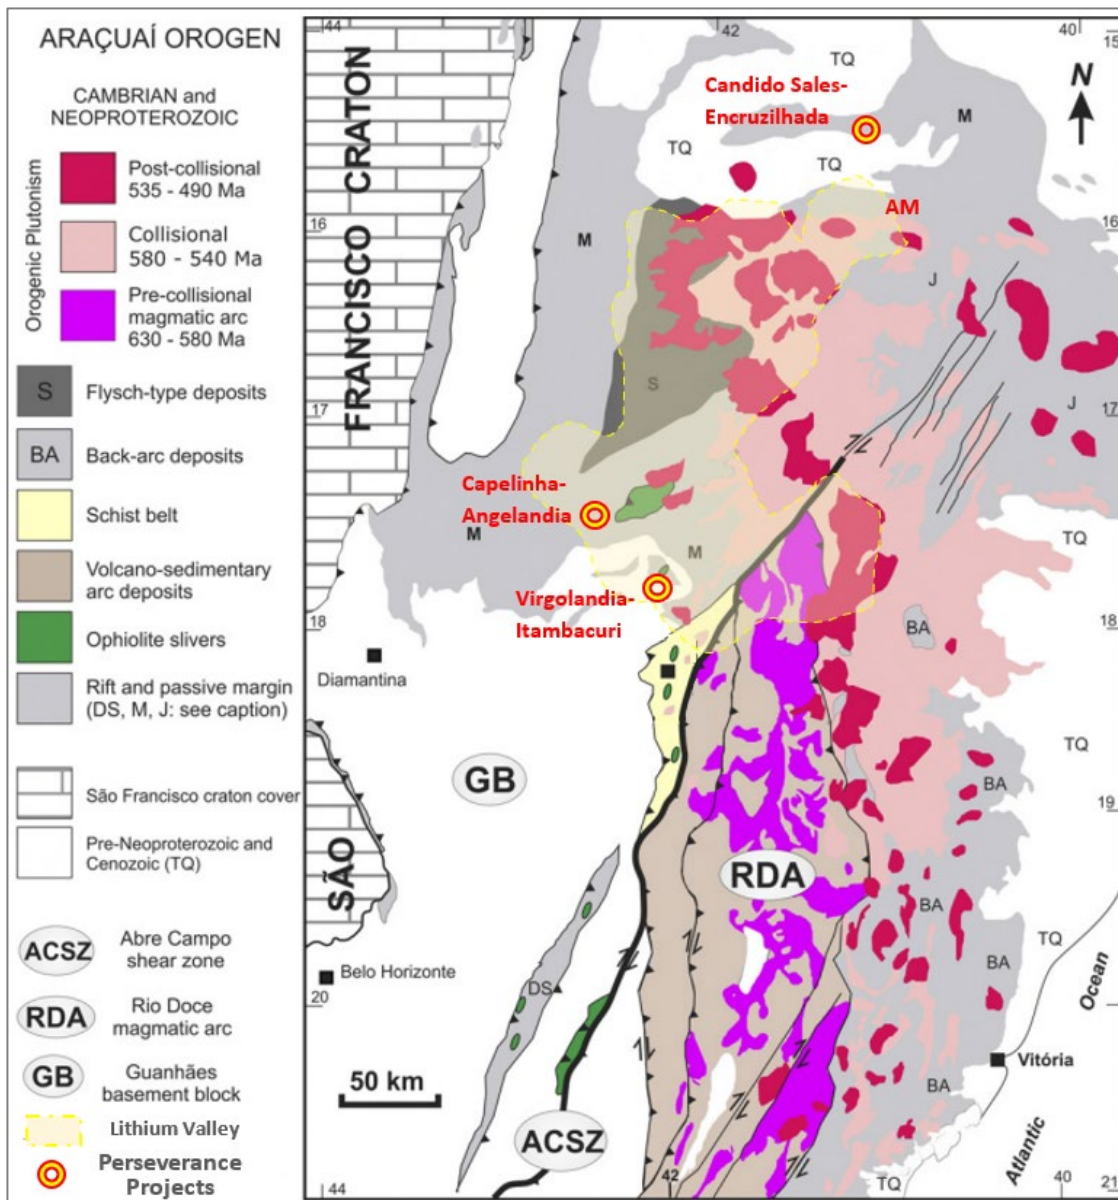 ARAÇUAÍ OROGEN
CAMBRIAN and
NEOPROTEROZOIC
Orogenic Plutonism
Post-collisional
535 - 490 Ma
Collisional
580 - 540 Ma
Pre-collisional
magmatic arc
630 - 580 Ma
S
Flysch-type deposits
BA
Back-arc deposits
Schist belt
Volcano-sedimentary
arc deposits
Ophiolite slivers
Rift and passive margin
(DS, M, J: see caption)
São Francisco craton cover
Pre-Neoproterozoic and
Cenozoic (TQ)
ACSZ
Abre Campo
shear zone
RDA
Rio Doce
magmatic arc
GB
Guanhães
basement block
Lithium Valley
Perseverance
Projects
44
42
40
15
TQ
TQ
N
Candido Sales-
Encruzilhada
M
M
TQ
TQ
AM
16
16
M
J
SÃO FRANCISCO CRATON
S
17
J
17
Capelinha-
Angelandia
M
M
TQ
Virgolandia-
Itambacuri
18
BA
18
Diamantina
TQ
GB
BA
19
RDA
BA
TQ
BA
Belo Horizonte
DS
20
Ocean
50 km
Vitória
BA
ACSZ
Atlantic
TQ
44
42
40
21